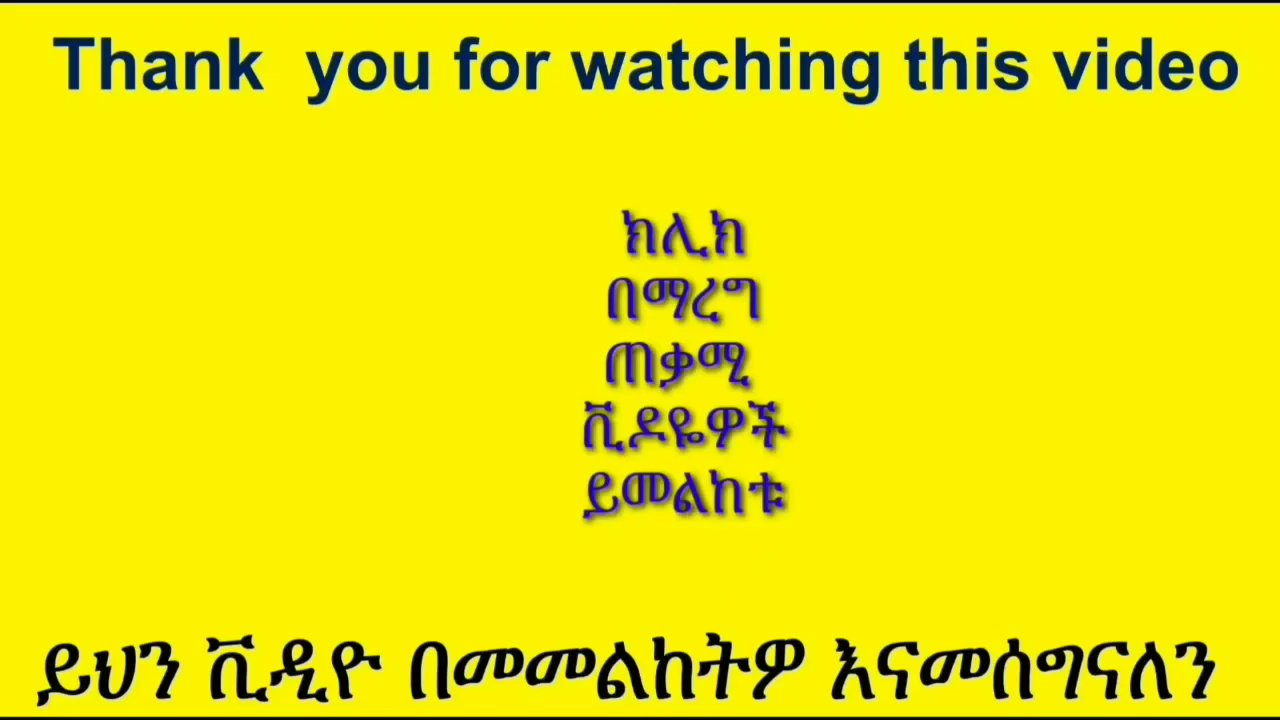 Thank you for watching this video
ክሊክ
በማረግ
ጠቃሚ
ቪዶዬዎች
ይመልከቱ
ይህን ቪዲዮ በመመልከትዎ እናመሰግናለን